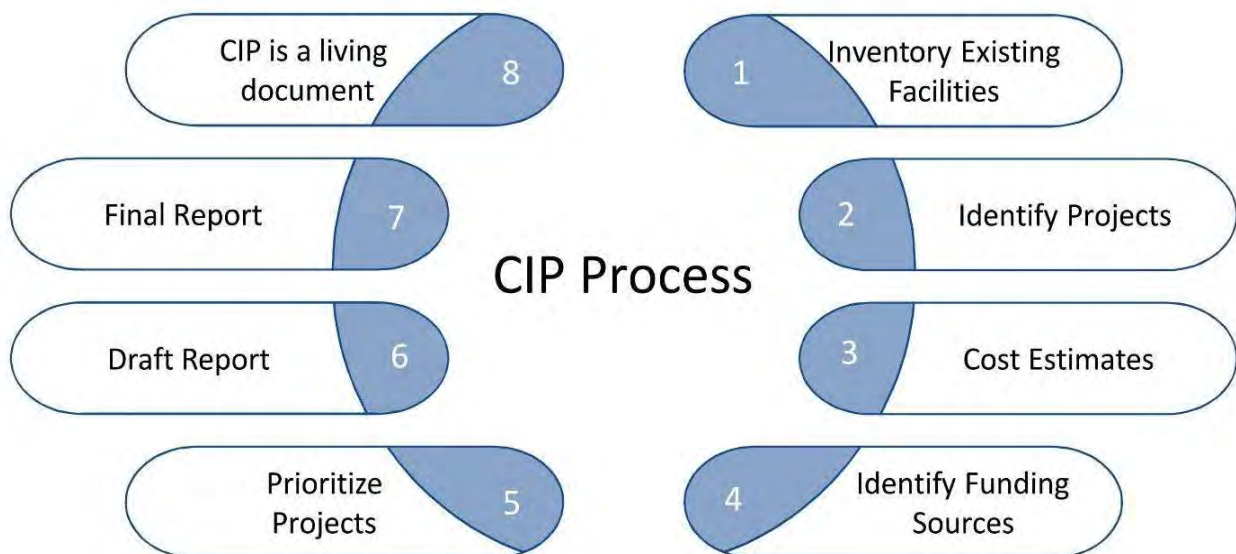 CIP Process
1
Inventory Existing
Facilities
2
Identify Projects
3
Cost Estimates
4
Identify Funding
Sources
5
Prioritize
Projects
6
Draft Report
7
Final Report
8
CIP is a living
document